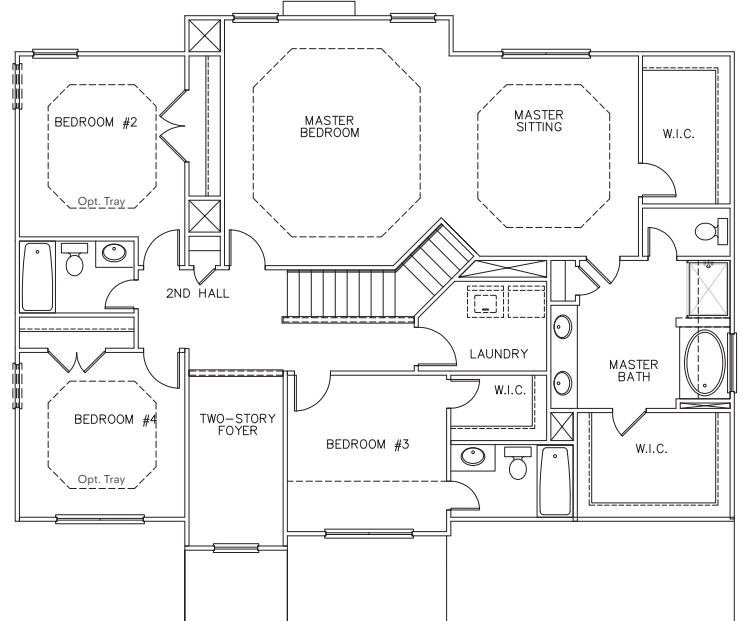 BEDROOM #2
Opt. Tray
MASTER
BEDROOM
MASTER
SITTING
W.I.C.
2ND HALL
LAUNDRY
MASTER
BATH
BEDROOM #4
Opt. Tray
TWO-STORY
FOYER
BEDROOM #3
W.I.C.
W.I.C.